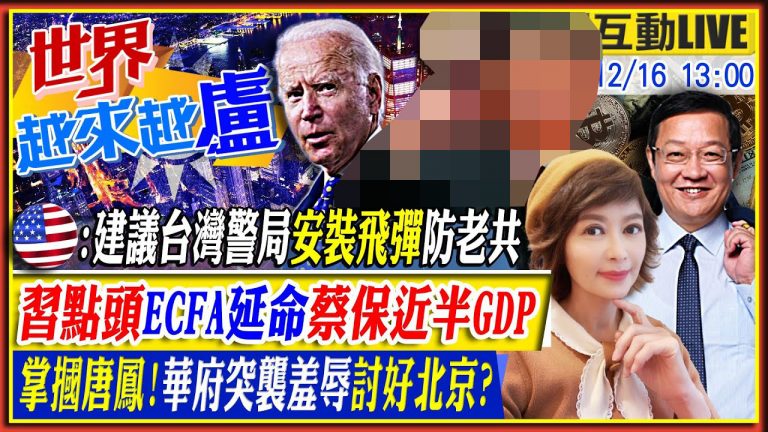 世界
越來越盧
互動LIVE
12/16 13:00
:建議台灣警局安裝飛彈防老共
習點頭ECFA延命蔡保近半GDP
掌摑唐鳳!華府突襲羞辱討好北京?